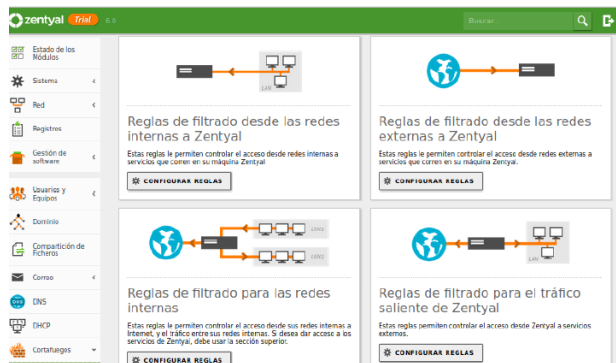 zentyal Trial 6.0
Buscar...
Estado de los
Módulos
Sistema
Red
Registros
Gestión de
software
Usuarios y
Equipos
Dominio
Compartición de
Ficheros
Correo
DNS
DHCP
Cortafuegos
LAN
Reglas de filtrado desde las redes
internas a Zentyal
Estas reglas le permiten controlar el acceso desde redes internas a
servicios que corren en su máquina Zentyal
CONFIGURAR REGLAS
Reglas de filtrado desde las redes
externas a Zentyal
Estas reglas le permiten controlar el acceso desde redes externas a
servicios que corren en su máquina Zentyal.
CONFIGURAR REGLAS
LAN1
LAN2
Reglas de filtrado para las redes
internas
Estas reglas le permiten controlar el acceso desde sus redes internas a
Internet, y el tráfico entre sus redes internas. Si desea dar acceso a los
servicios de Zentyal, debe usar la sección superior.
CONFIGURAR REGLAS
LAN
Reglas de filtrado para el tráfico
saliente de Zentyal
Estas reglas permiten controlar el acceso desde Zentyal a servicios
externos.
CONFIGURAR REGLAS